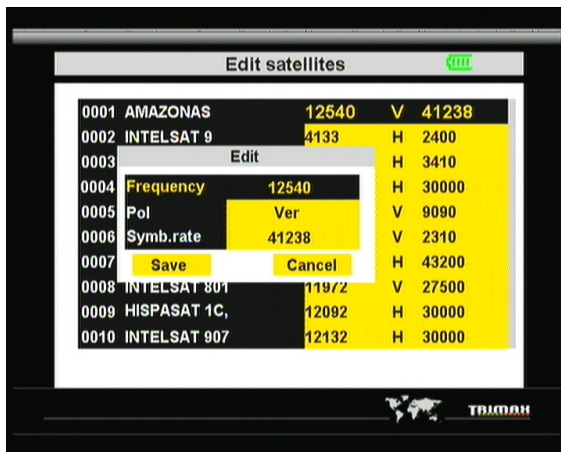 Edit satellites
0001 AMAZONAS 12540 V 41238
0002 INTELSAT 9 4133 H 2400
Edit
0003 H 3410
0004 Frequency 12540 H 30000
0005 Pol Ver V 9090
0006 Symb.rate 41238 V 2310
0007 Save Cancel H 43200
0008 INTELSAT 801 11972 V 27500
0009 HISPASAT 1C, 12092 H 30000
0010 INTELSAT 907 12132 H 30000
TRIMAX